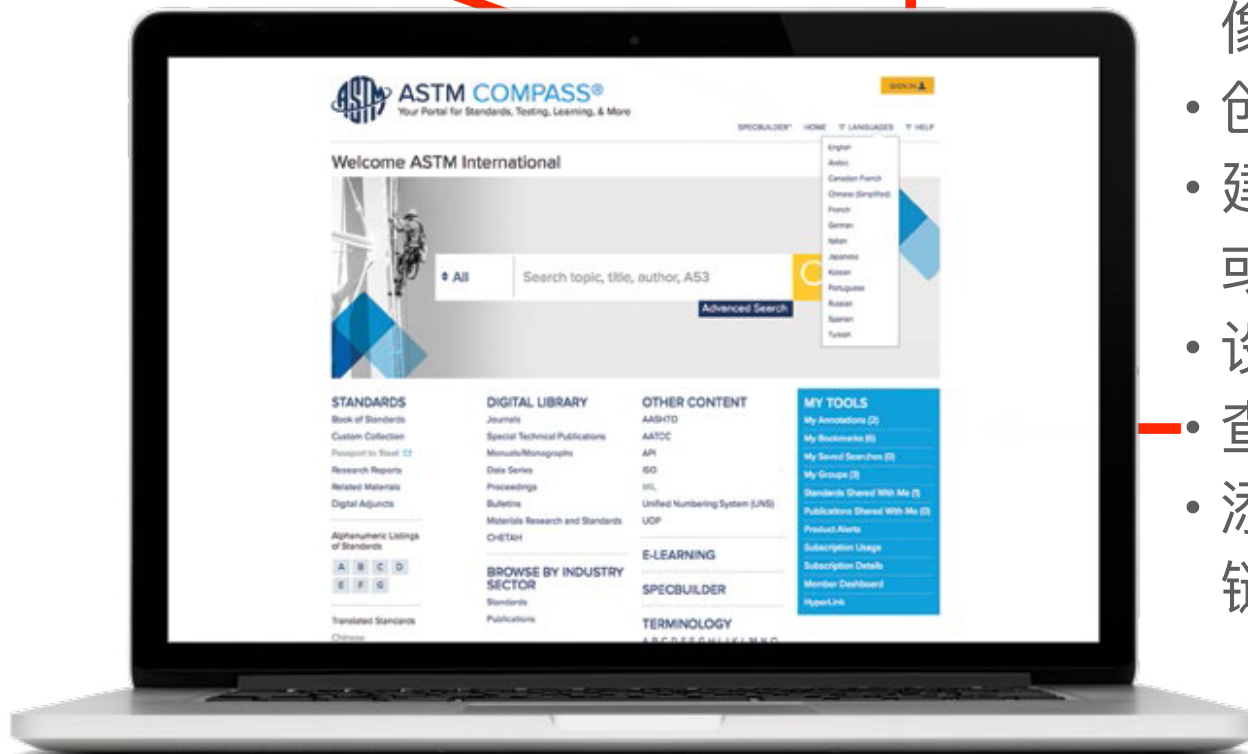 ASTM
ASTM COMPASS®
Your Portal for Standards, Testing, Learning, & More
SIGN IN
SPECBUILDER® HOME LANGUAGES HELP
Welcome ASTM International
English
Arabic
Canadian French
Chinese (Simplified)
French
German
Italian
Japanese
Korean
Portuguese
Russian
Spanish
Turkish
All
Search topic, title, author, A53
Advanced Search
STANDARDS
Book of Standards
Custom Collection
Passport to Steel
Research Reports
Related Materials
Digital Adjuncts
Alphanumeric Listings
of Standards
A B C D
E F G
Translated Standards
Chinese
DIGITAL LIBRARY
Journals
Special Technical Publications
Manuals/Monographs
Data Series
Proceedings
Bulletins
Materials Research and Standards
CHETAH
BROWSE BY INDUSTRY
SECTOR
Standards
Publications
OTHER CONTENT
AASHTO
AATCC
API
ISO
MIL
Unified Numbering System (UNS)
UOP
E-LEARNING
SPECBUILDER
TERMINOLOGY
MY TOOLS
My Annotations (2)
My Bookmarks (6)
My Saved Searches (0)
My Groups (3)
Standards Shared With Me (1)
Publications Shared With Me (0)
Product Alerts
Subscription Usage
Subscription Details
Member Dashboard
HyperLink
像
• 创
• 建
或
• 设
• 查
• 添
链